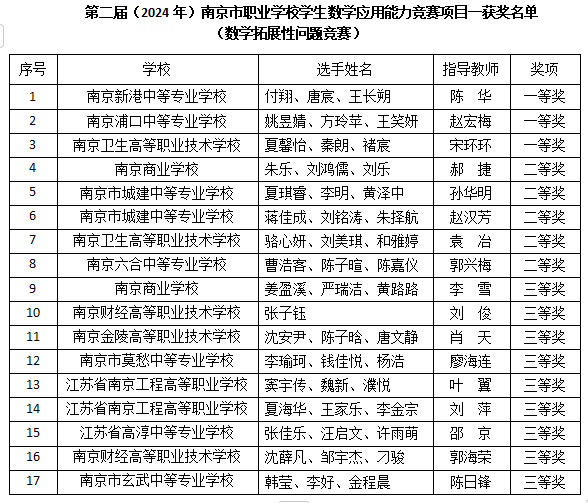 第二届（2024 年）南京市职业学校学生数学应用能力竞赛项目一获奖名单
（数学拓展性问题竞赛）
序号 学校 选手姓名 指导教师 奖项
1 南京新港中等专业学校 付翔、唐宸、王长朔 陈 华 一等奖
2 南京浦口中等专业学校 姚昱婧、方玲苹、王笑妍 赵宏梅 一等奖
3 南京卫生高等职业技术学校 夏馨怡、秦朗、褚宸 宋环环 一等奖
4 南京商业学校 朱乐、刘鸿儒、刘乐 郝 捷 二等奖
5 南京市城建中等专业学校 夏琪睿、李明、黄泽中 孙华明 二等奖
6 南京市城建中等专业学校 蒋佳成、刘铭涛、朱择航 赵汉芳 二等奖
7 南京卫生高等职业技术学校 骆心妍、刘美琪、和雅婷 袁 冶 二等奖
8 南京六合中等专业学校 曹浩客、陈子暄、陈嘉仪 郭兴梅 二等奖
9 南京商业学校 姜盈溪、严瑞洁、黄路路 李 雪 三等奖
10 南京财经高等职业技术学校 张子钰 刘 俊 三等奖
11 南京金陵高等职业技术学校 沈安尹、陈子晗、唐文静 肖 天 三等奖
12 南京市莫愁中等专业学校 李瑜珂、钱佳悦、杨浩 廖海连 三等奖
13 江苏省南京工程高等职业学校 窦宇传、魏新、濮悦 叶 翼 三等奖
14 江苏省南京工程高等职业学校 夏海华、王家乐、李金宗 刘 萍 三等奖
15 江苏省高淳中等专业学校 张佳乐、汪启文、许雨萌 邵 京 三等奖
16 南京财经高等职业技术学校 沈薛凡、邹宇杰、刁骏 郭海荣 三等奖
17 南京市玄武中等专业学校 韩莹、李好、金程晨 陈日锋 三等奖